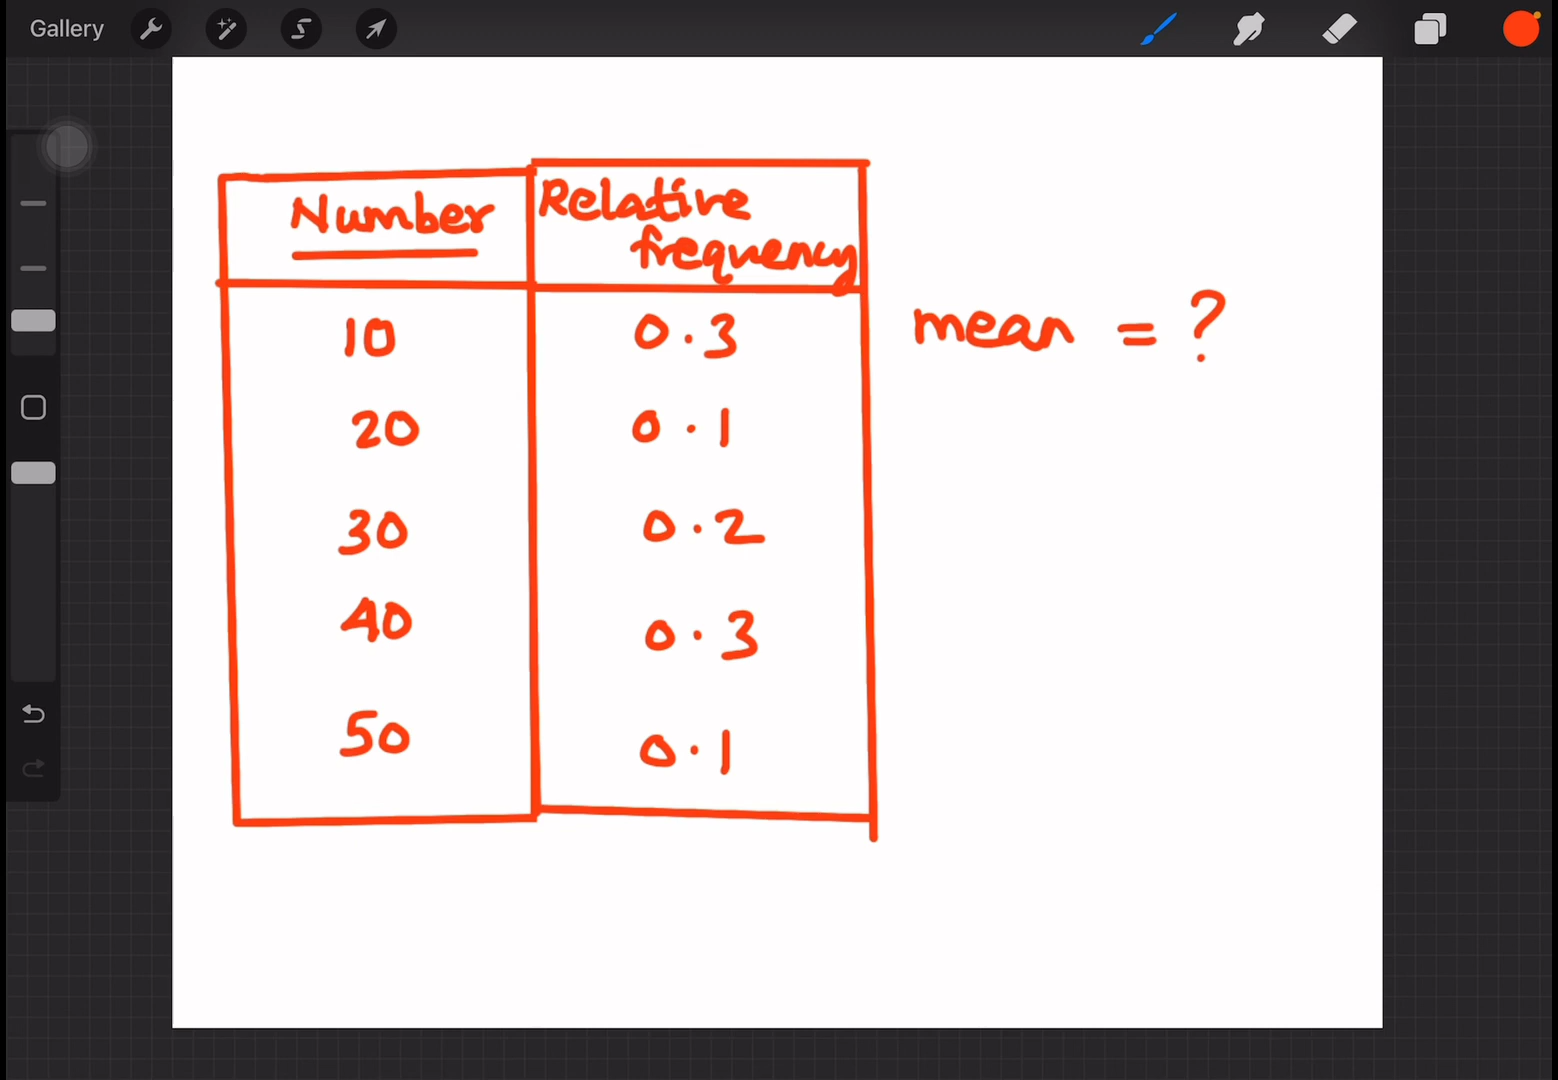 Gallery
Number Relative frequency
10 0.3 mean = ?
20 0.1
30 0.2
40 0.3
50 0.1